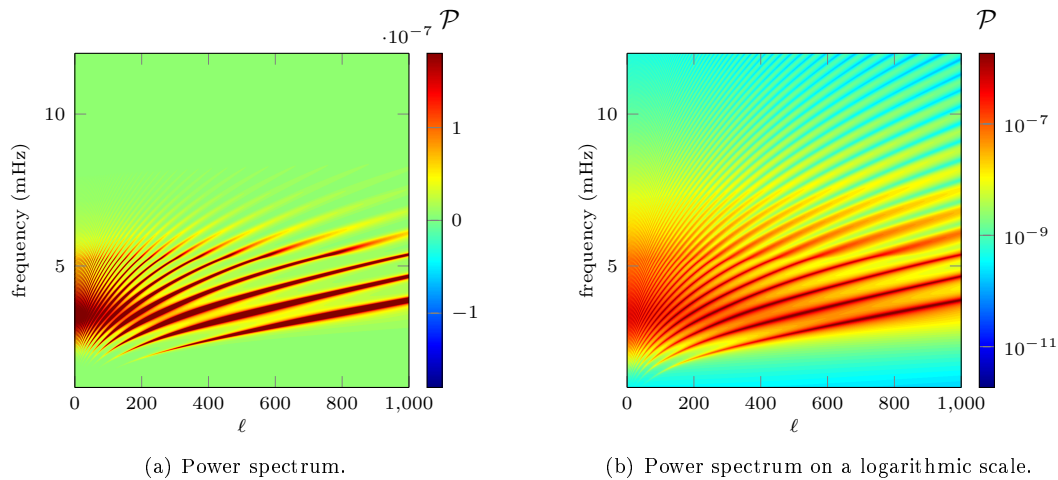 ·10⁻⁷ 𝒫
10
5
frequency (mHz)
0 200 400 600 800 1,000
ℓ
1
0
−1
(a) Power spectrum.
𝒫
10
5
frequency (mHz)
0 200 400 600 800 1,000
ℓ
10⁻⁷
10⁻⁹
10⁻¹¹
(b) Power spectrum on a logarithmic scale.